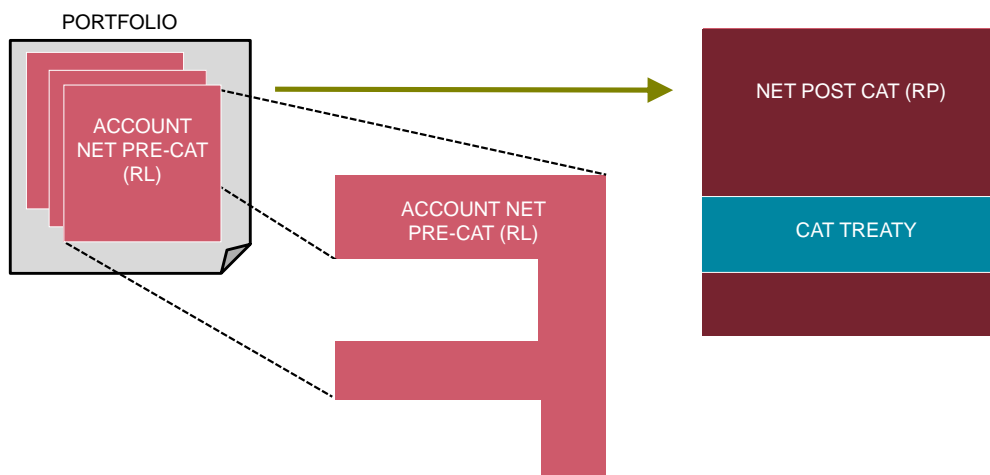 PORTFOLIO
ACCOUNT
NET PRE-CAT
(RL)
ACCOUNT NET
PRE-CAT (RL)
NET POST CAT (RP)
CAT TREATY